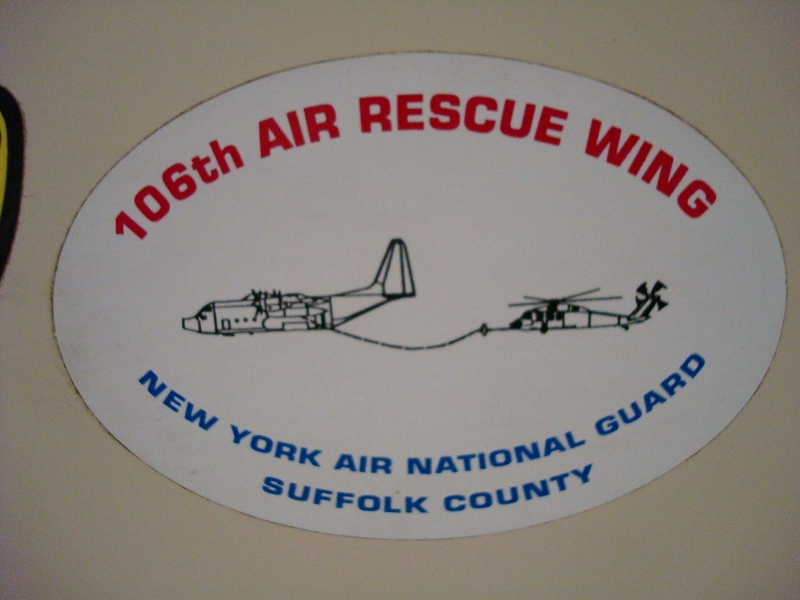 106th AIR RESCUE WING
NEW YORK AIR NATIONAL GUARD
SUFFOLK COUNTY